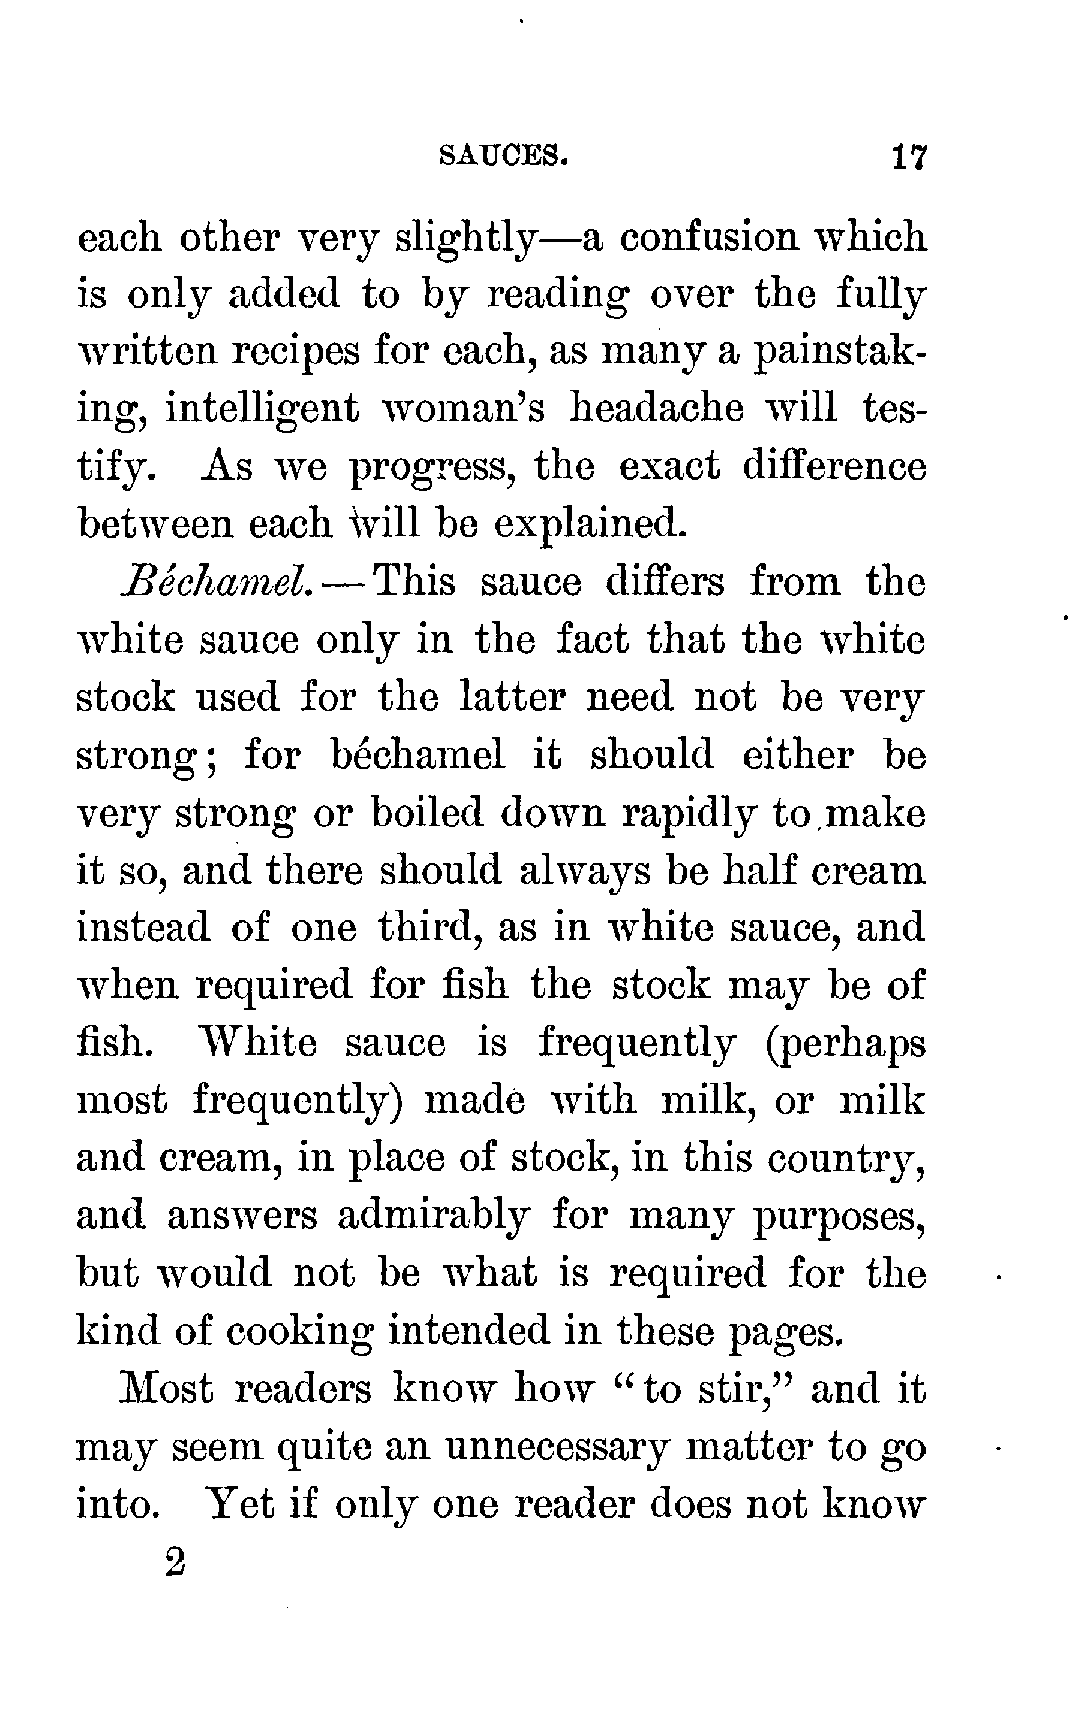 SAUCES. 17
each other very slightly—a confusion which
is only added to by reading over the fully
written recipes for each, as many a painstak-
ing, intelligent woman's headache will tes-
tify. As we progress, the exact difference
between each will be explained.
Béchamel.—This sauce differs from the
white sauce only in the fact that the white
stock used for the latter need not be very
strong; for béchamel it should either be
very strong or boiled down rapidly to make
it so, and there should always be half cream
instead of one third, as in white sauce, and
when required for fish the stock may be of
fish. White sauce is frequently (perhaps
most frequently) made with milk, or milk
and cream, in place of stock, in this country,
and answers admirably for many purposes,
but would not be what is required for the
kind of cooking intended in these pages.
Most readers know how "to stir," and it
may seem quite an unnecessary matter to go
into. Yet if only one reader does not know
2